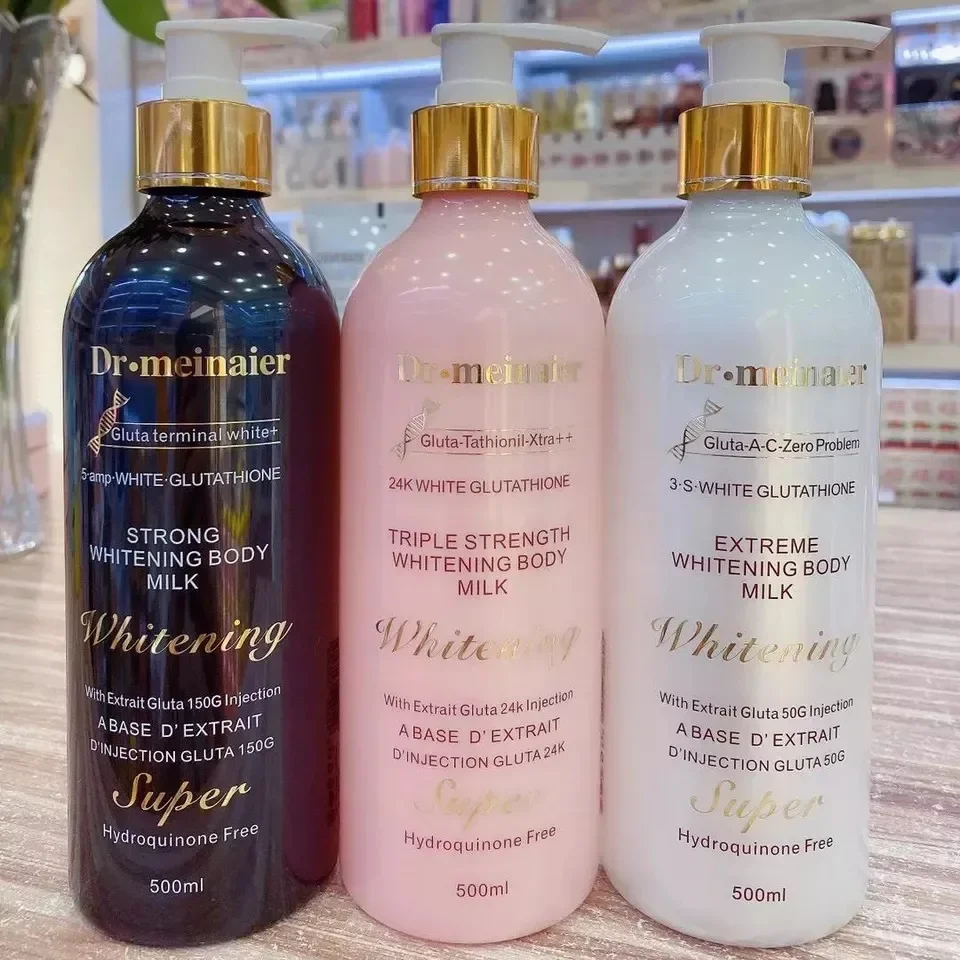 Dr·meinaier
Gluta terminal white+
5·amp·WHITE·GLUTATHIONE
STRONG
WHITENING BODY
MILK
Whitening
With Extrait Gluta 150G Injection
A BASE D' EXTRAIT
D'INJECTION GLUTA 150G
Super
Hydroquinone Free
500ml
Dr·meinaier
Gluta-Tathionil-Xtra++
24K WHITE GLUTATHIONE
TRIPLE STRENGTH
WHITENING BODY
MILK
Whitening
With Extrait Gluta 24k Injection
A BASE D' EXTRAIT
D'INJECTION GLUTA 24K
Super
Hydroquinone Free
500ml
Dr·meinaier
Gluta-A-C-Zero Problem
3·S·WHITE GLUTATHIONE
EXTREME
WHITENING BODY
MILK
Whitening
With Extrait Gluta 50G Injection
A BASE D' EXTRAIT
D'INJECTION GLUTA 50G
Super
Hydroquinone Free
500ml